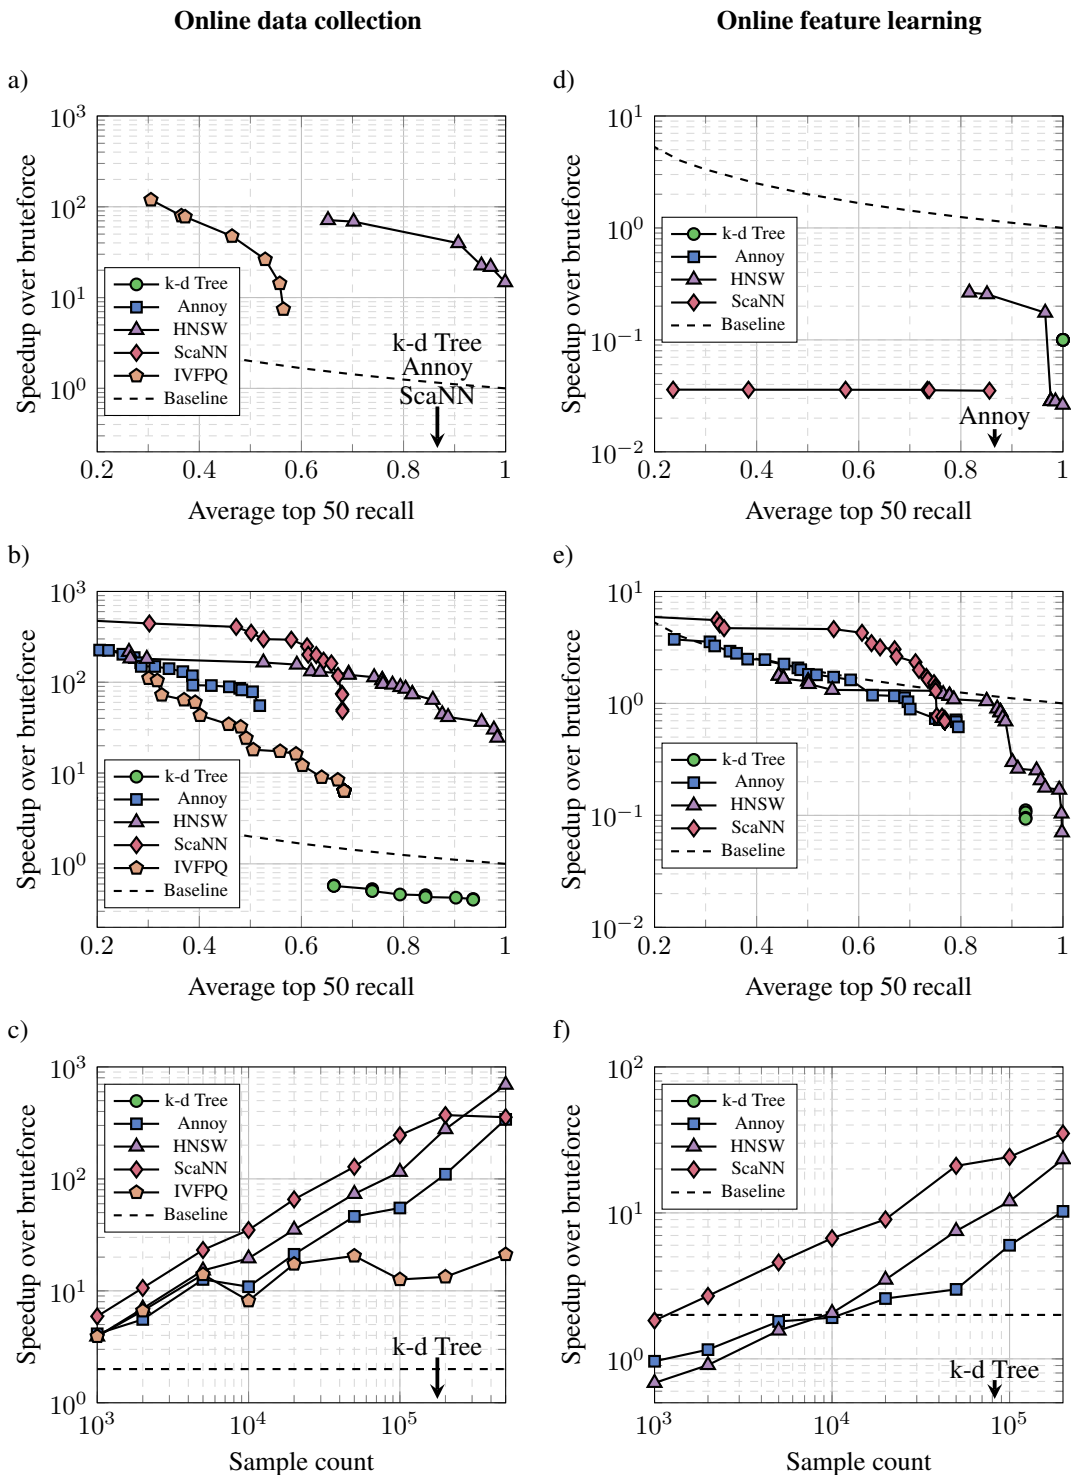 Online data collection
Online feature learning
a)
10^3
10^2
10^1
10^0
Speedup over bruteforce
k-d Tree
Annoy
HNSW
ScaNN
IVFPQ
Baseline
k-d Tree
Annoy
ScaNN
0.2 0.4 0.6 0.8 1
Average top 50 recall
d)
10^1
10^0
10^−1
10^−2
Speedup over bruteforce
k-d Tree
Annoy
HNSW
ScaNN
Baseline
Annoy
0.2 0.4 0.6 0.8 1
Average top 50 recall
b)
10^3
10^2
10^1
10^0
Speedup over bruteforce
k-d Tree
Annoy
HNSW
ScaNN
IVFPQ
Baseline
0.2 0.4 0.6 0.8 1
Average top 50 recall
e)
10^1
10^0
10^−1
10^−2
Speedup over bruteforce
k-d Tree
Annoy
HNSW
ScaNN
Baseline
0.2 0.4 0.6 0.8 1
Average top 50 recall
c)
10^3
10^2
10^1
10^0
Speedup over bruteforce
k-d Tree
Annoy
HNSW
ScaNN
IVFPQ
Baseline
k-d Tree
10^3 10^4 10^5
Sample count
f)
10^2
10^1
10^0
Speedup over bruteforce
k-d Tree
Annoy
HNSW
ScaNN
Baseline
k-d Tree
10^3 10^4 10^5
Sample count